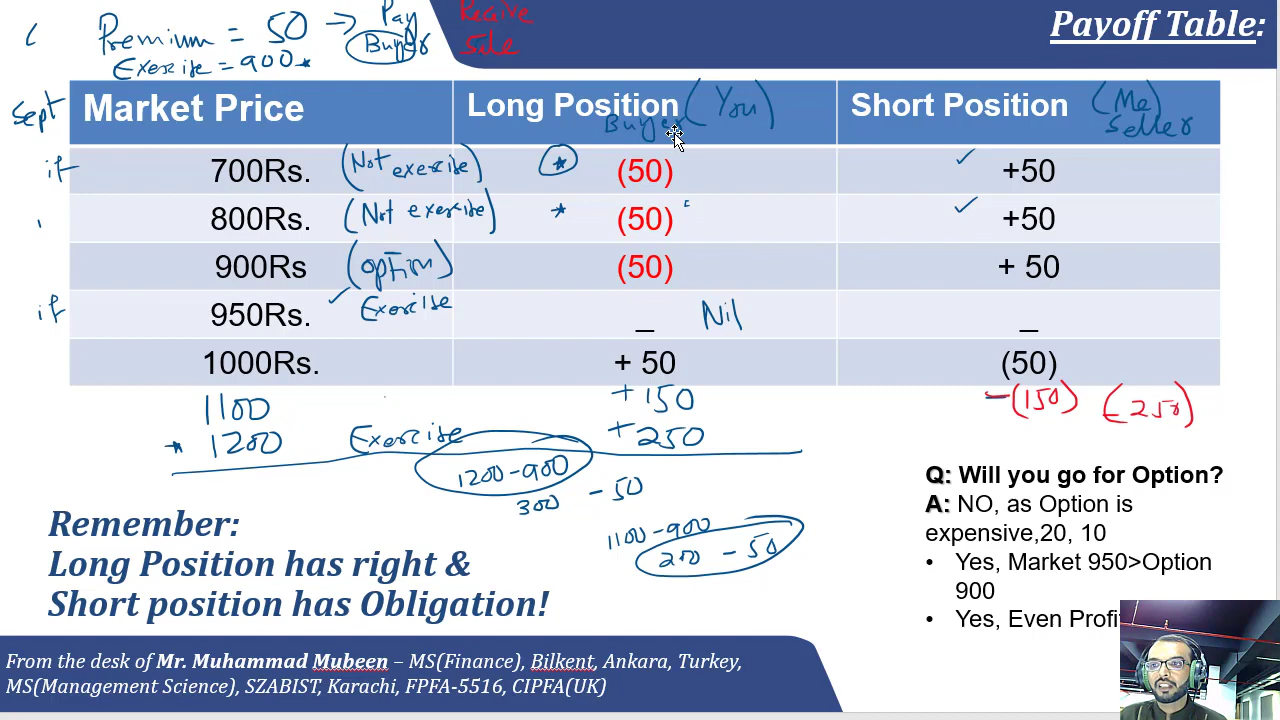 Payoff Table:
Premium = 50 → Pay Receive
Exercise = 900 Buyer Sale
Sept Market Price Long Position (You) Buyer Short Position (Me) Seller
if 700Rs. (Not exercise) (50) +50
800Rs. (Not exercise) (50) +50
900Rs (option) (50) + 50
if 950Rs. Exercise _ Nil _
1000Rs. + 50 (50)
1100 +150 -(150) (250)
1200 Exercise +250
1200-900
300 - 50
1100-900
200 - 50
Remember:
Long Position has right &
Short position has Obligation!
Q: Will you go for Option?
A: NO, as Option is
expensive,20, 10
• Yes, Market 950>Option
900
• Yes, Even Profi
From the desk of Mr. Muhammad Mubeen – MS(Finance), Bilkent, Ankara, Turkey,
MS(Management Science), SZABIST, Karachi, FPFA-5516, CIPFA(UK)